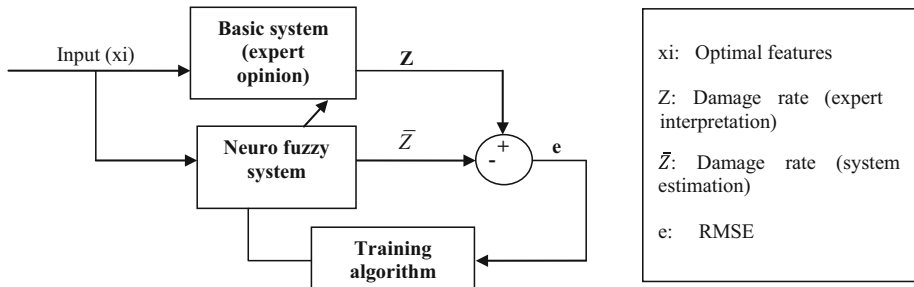 Input (xi)
Basic system
(expert
opinion)
Z
Neuro fuzzy
system
Z̄
+
-
e
Training
algorithm
xi: Optimal features
Z: Damage rate (expert
interpretation)
Z̄: Damage rate (system
estimation)
e: RMSE